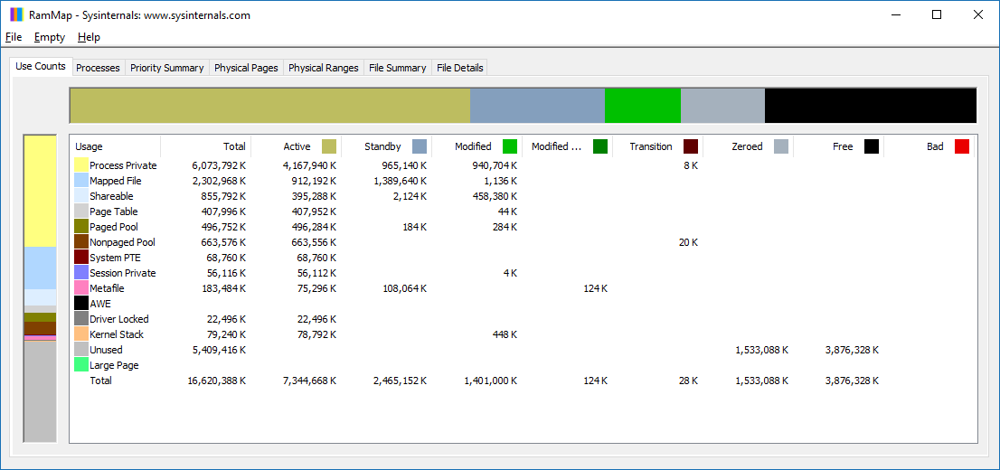 RamMap - Sysinternals: www.sysinternals.com
File Empty Help
Use Counts Processes Priority Summary Physical Pages Physical Ranges File Summary File Details
Usage Total Active Standby Modified Modified ... Transition Zeroed Free Bad
Process Private 6,073,792 K 4,167,940 K 965,140 K 940,704 K 8 K
Mapped File 2,302,968 K 912,192 K 1,389,640 K 1,136 K
Shareable 855,792 K 395,288 K 2,124 K 458,380 K
Page Table 407,996 K 407,952 K 44 K
Paged Pool 496,752 K 496,284 K 184 K 284 K
Nonpaged Pool 663,576 K 663,556 K 20 K
System PTE 68,760 K 68,760 K
Session Private 56,116 K 56,112 K 4 K
Metafile 183,484 K 75,296 K 108,064 K 124 K
AWE
Driver Locked 22,496 K 22,496 K
Kernel Stack 79,240 K 78,792 K 448 K
Unused 5,409,416 K 1,533,088 K 3,876,328 K
Large Page
Total 16,620,388 K 7,344,668 K 2,465,152 K 1,401,000 K 124 K 28 K 1,533,088 K 3,876,328 K